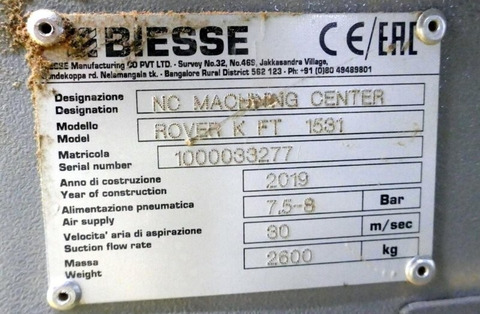 BIESSE CE/EAC
Manufacturing CO PVT LTD. - Survey No.32, No.469, Jakkasandra Village,
rd. Nelamangala tk. - Bangalore Rural District 562 123 - Ph: +91 (0)80 49489801
Designazione
Designation
NC MACHINING CENTER
Modello
Model
ROVER K FT 1531
Matricola
Serial number
1000033277
Anno di costruzione
Year of construction
2019
Alimentazione pneumatica
Air supply
7.5-8 Bar
Velocita' aria di aspirazione
Suction flow rate
30 m/sec
Massa
Weight
2600 kg